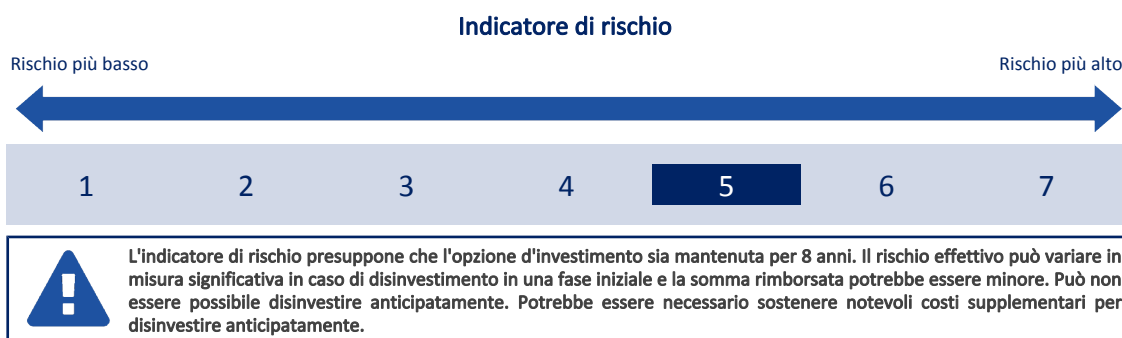 Indicatore di rischio
Rischio più basso
Rischio più alto
1 2 3 4 5 6 7
L'indicatore di rischio presuppone che l'opzione d'investimento sia mantenuta per 8 anni. Il rischio effettivo può variare in
misura significativa in caso di disinvestimento in una fase iniziale e la somma rimborsata potrebbe essere minore. Può non
essere possibile disinvestire anticipatamente. Potrebbe essere necessario sostenere notevoli costi supplementari per
disinvestire anticipatamente.